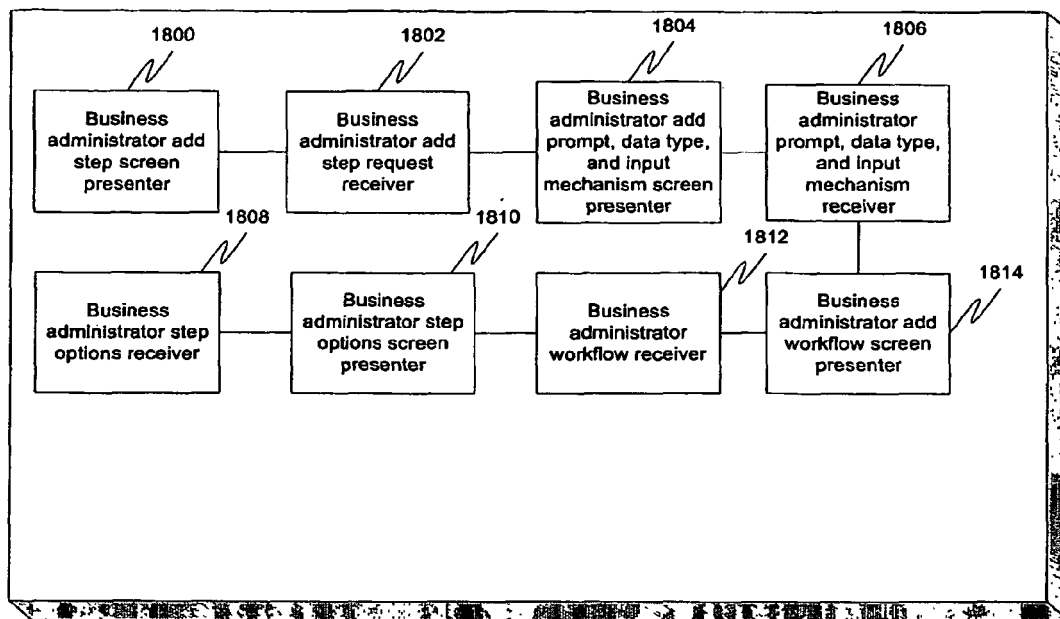 1800
1802
1804
1806
Business
administrator add
step screen
presenter
Business
administrator add
step request
receiver
Business
administrator add
prompt, data type,
and input
mechanism screen
presenter
Business
administrator
prompt, data type,
and input
mechanism
receiver
1808
1810
1812
1814
Business
administrator step
options receiver
Business
administrator step
options screen
presenter
Business
administrator
workflow receiver
Business
administrator add
workflow screen
presenter